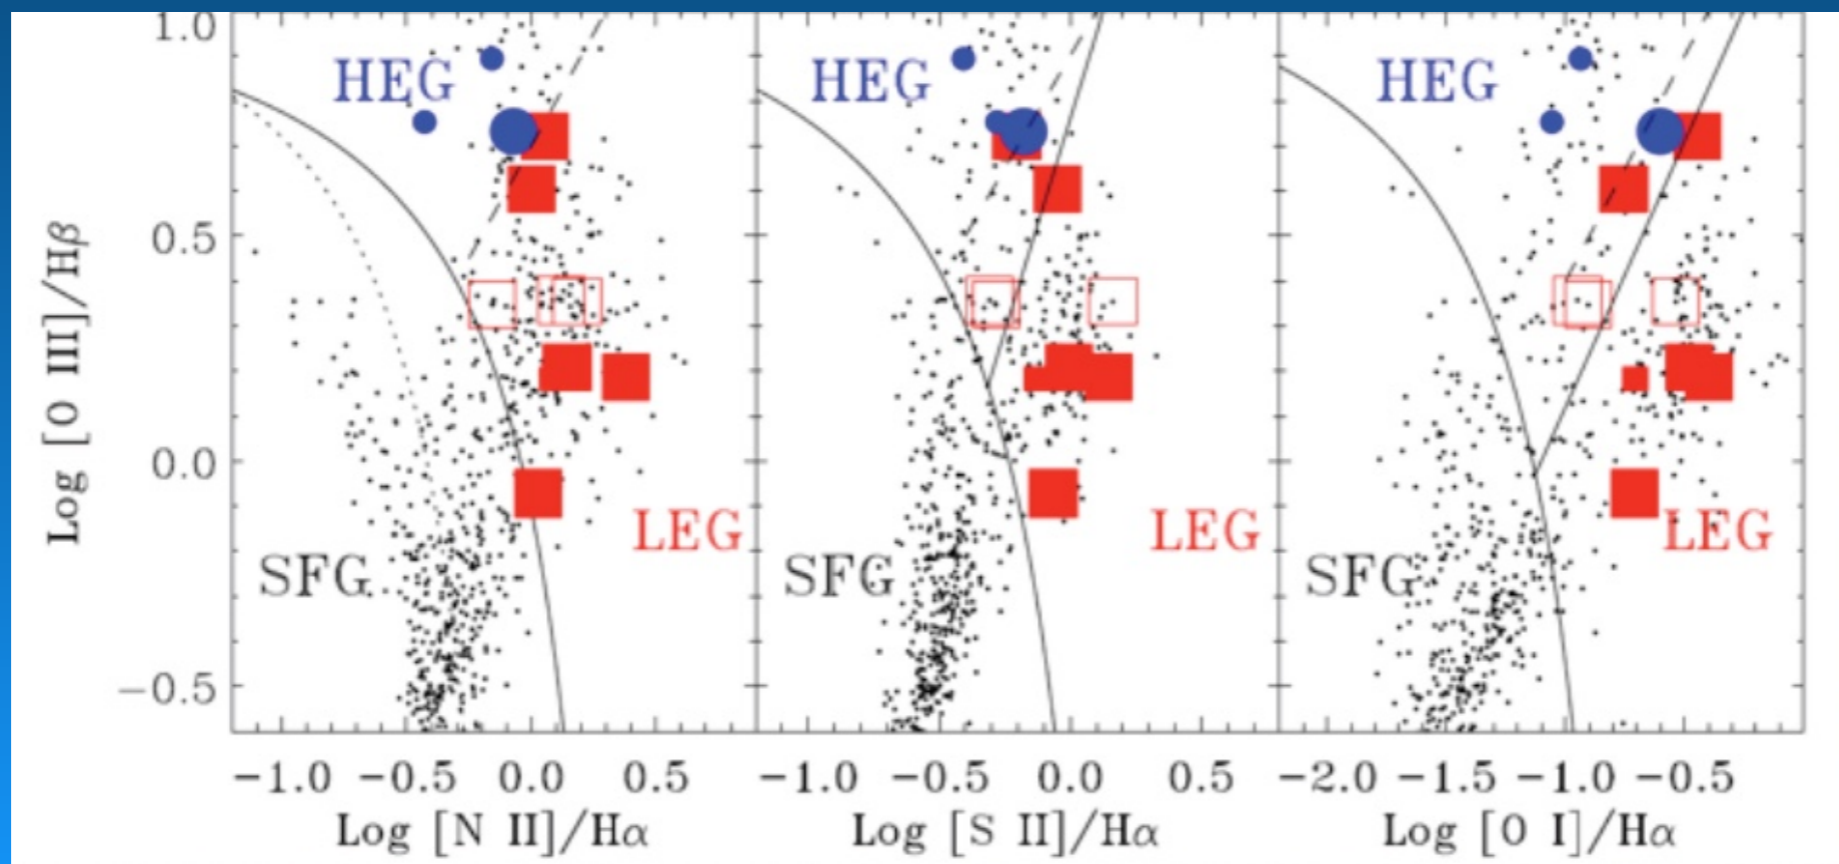 Log [O III]/Hβ
1.0
0.5
0.0
−0.5
HEG
SFG
LEG
−1.0 −0.5 0.0 0.5
Log [N II]/Hα
HEG
SFG
LEG
−1.0 −0.5 0.0 0.5
Log [S II]/Hα
HEG
SFG
LEG
−2.0 −1.5 −1.0 −0.5
Log [O I]/Hα